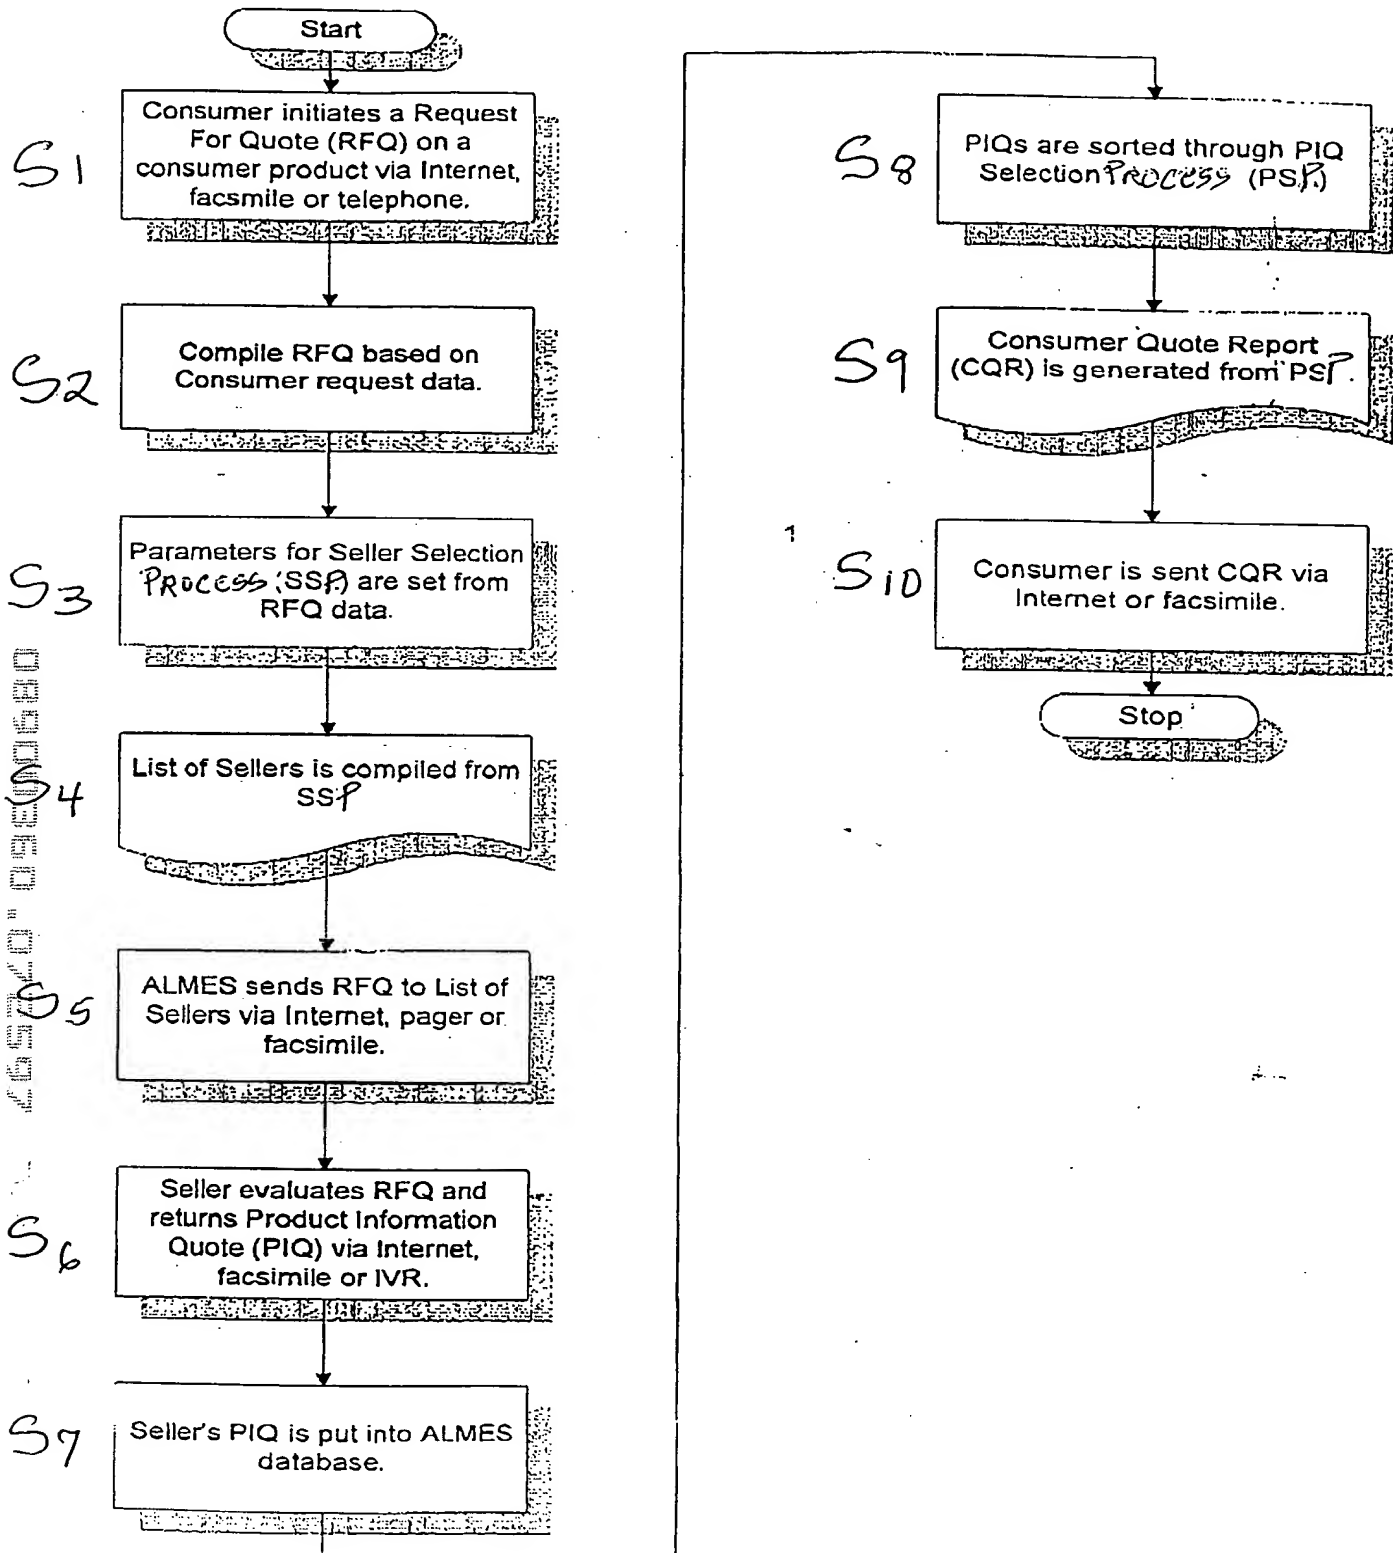 Start
S1
Consumer initiates a Request
For Quote (RFQ) on a
consumer product via Internet,
facsmile or telephone.
S2
Compile RFQ based on
Consumer request data.
S3
Parameters for Seller Selection
PROCESS (SSP) are set from
RFQ data.
S4
List of Sellers is compiled from
SSP
S5
ALMES sends RFQ to List of
Sellers via Internet, pager or
facsimile.
S6
Seller evaluates RFQ and
returns Product Information
Quote (PIQ) via Internet,
facsimile or IVR.
S7
Seller's PIQ is put into ALMES
database.
S8
PIQs are sorted through PIQ
Selection PROCESS (PSP.)
S9
Consumer Quote Report
(CQR) is generated from PSP.
S10
Consumer is sent CQR via
Internet or facsimile.
Stop